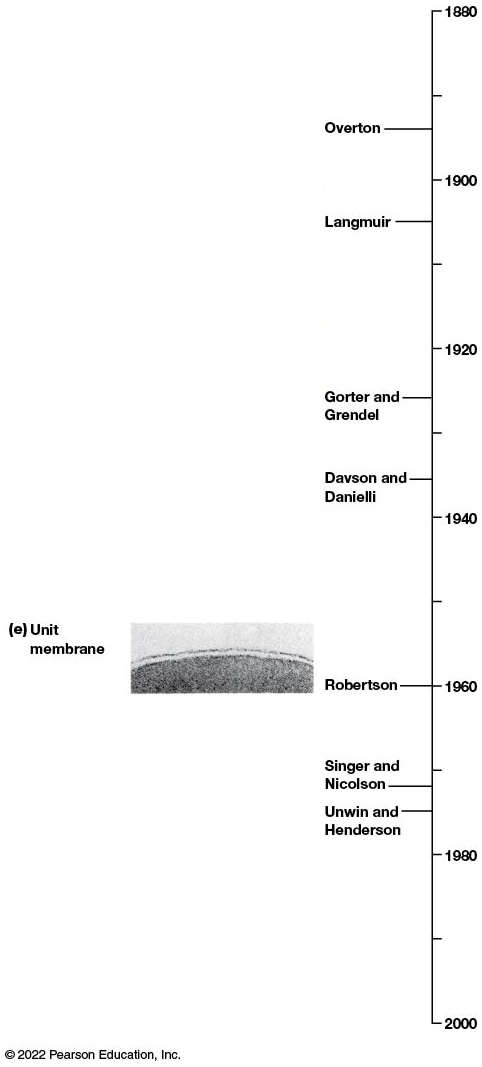 1880
Overton
1900
Langmuir
1920
Gorter and
Grendel
Davson and
Danielli
1940
(e) Unit
membrane
Robertson
1960
Singer and
Nicolson
Unwin and
Henderson
1980
2000
© 2022 Pearson Education, Inc.